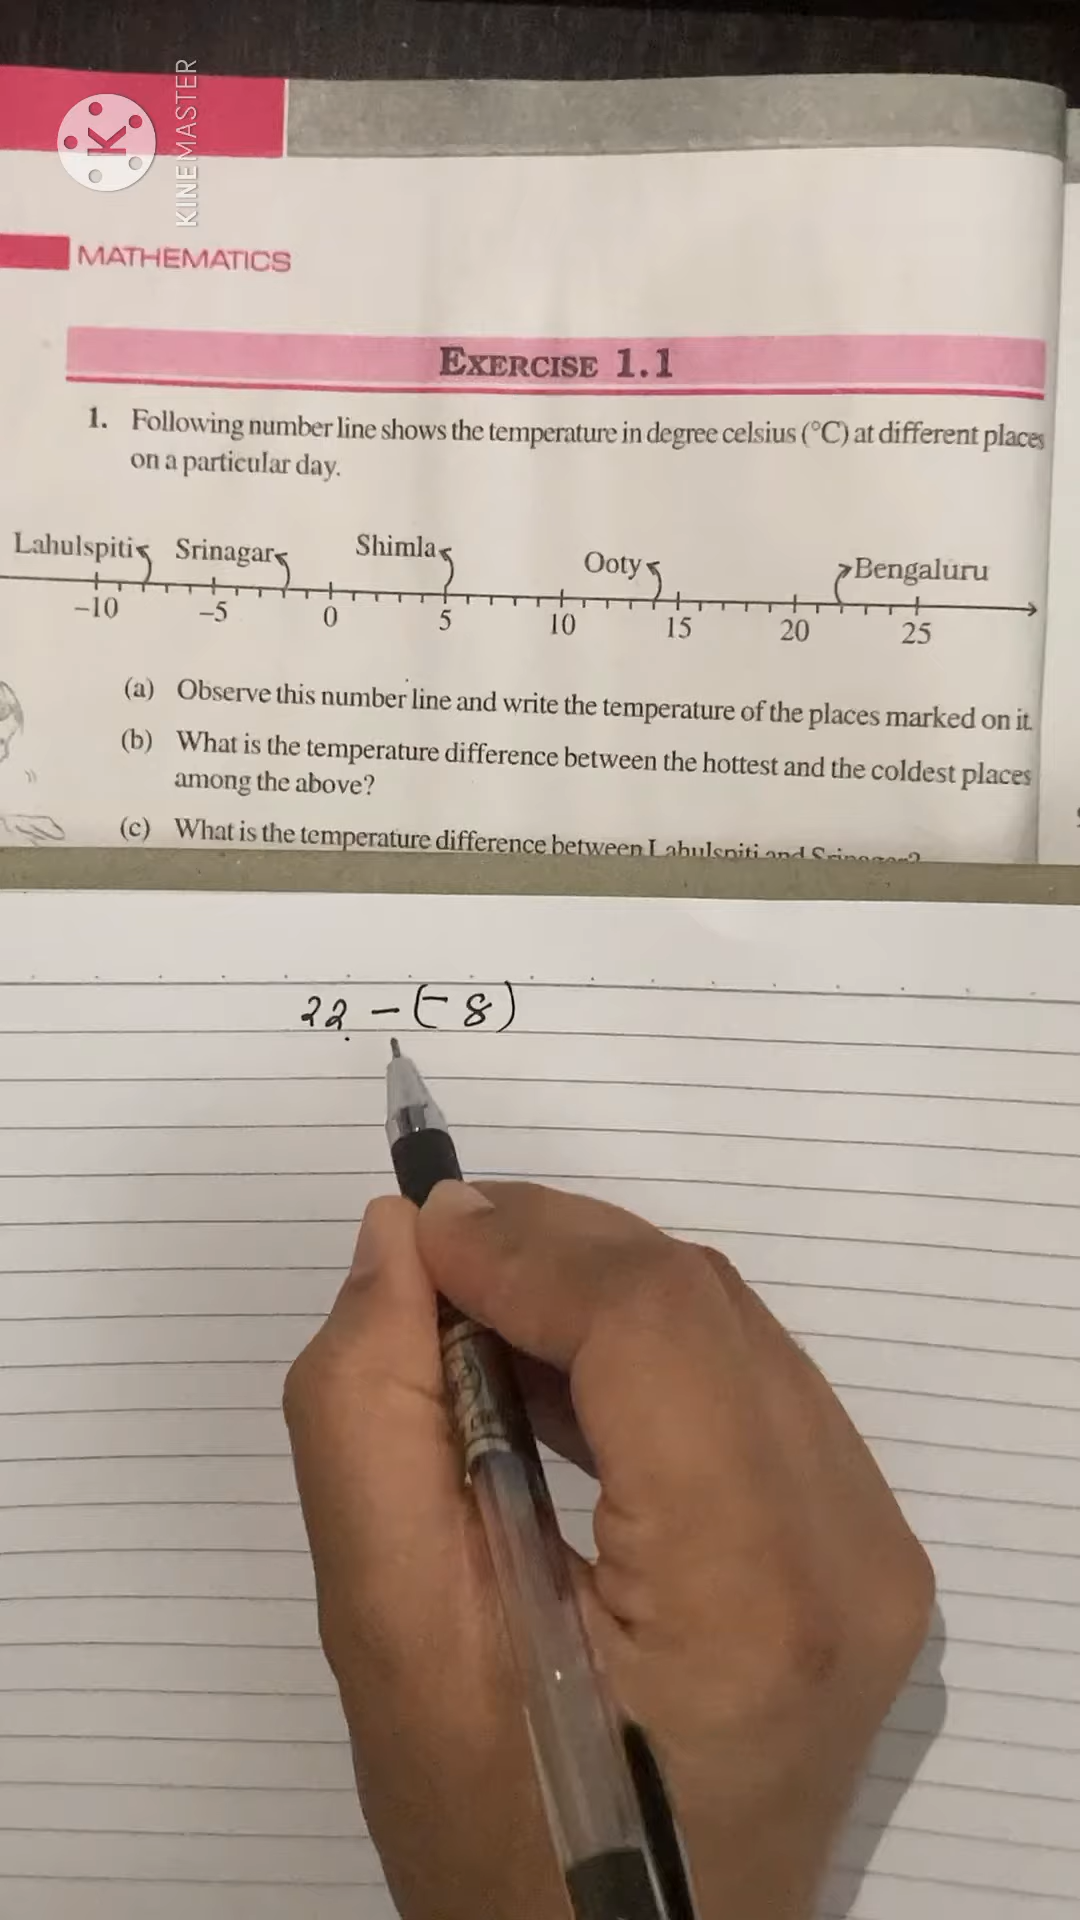 KINEMASTER
MATHEMATICS
EXERCISE 1.1
1. Following number line shows the temperature in degree celsius (°C) at different places
on a particular day.
Lahulspiti Srinagar Shimla Ooty Bengaluru
–10 –5 0 5 10 15 20 25
(a) Observe this number line and write the temperature of the places marked on it.
(b) What is the temperature difference between the hottest and the coldest places
among the above?
(c) What is the temperature difference between Lahulspiti and Srinagar?
22 – (– 8)